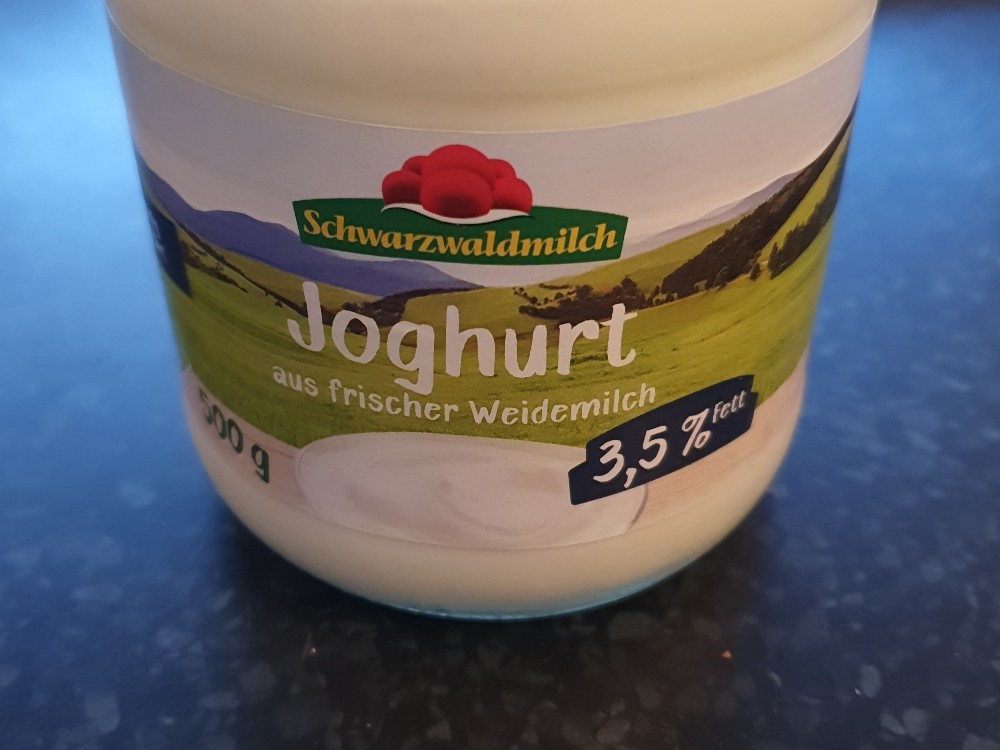 Schwarzwaldmilch
Joghurt
aus frischer Weidemilch
3,5 % Fett
500 g